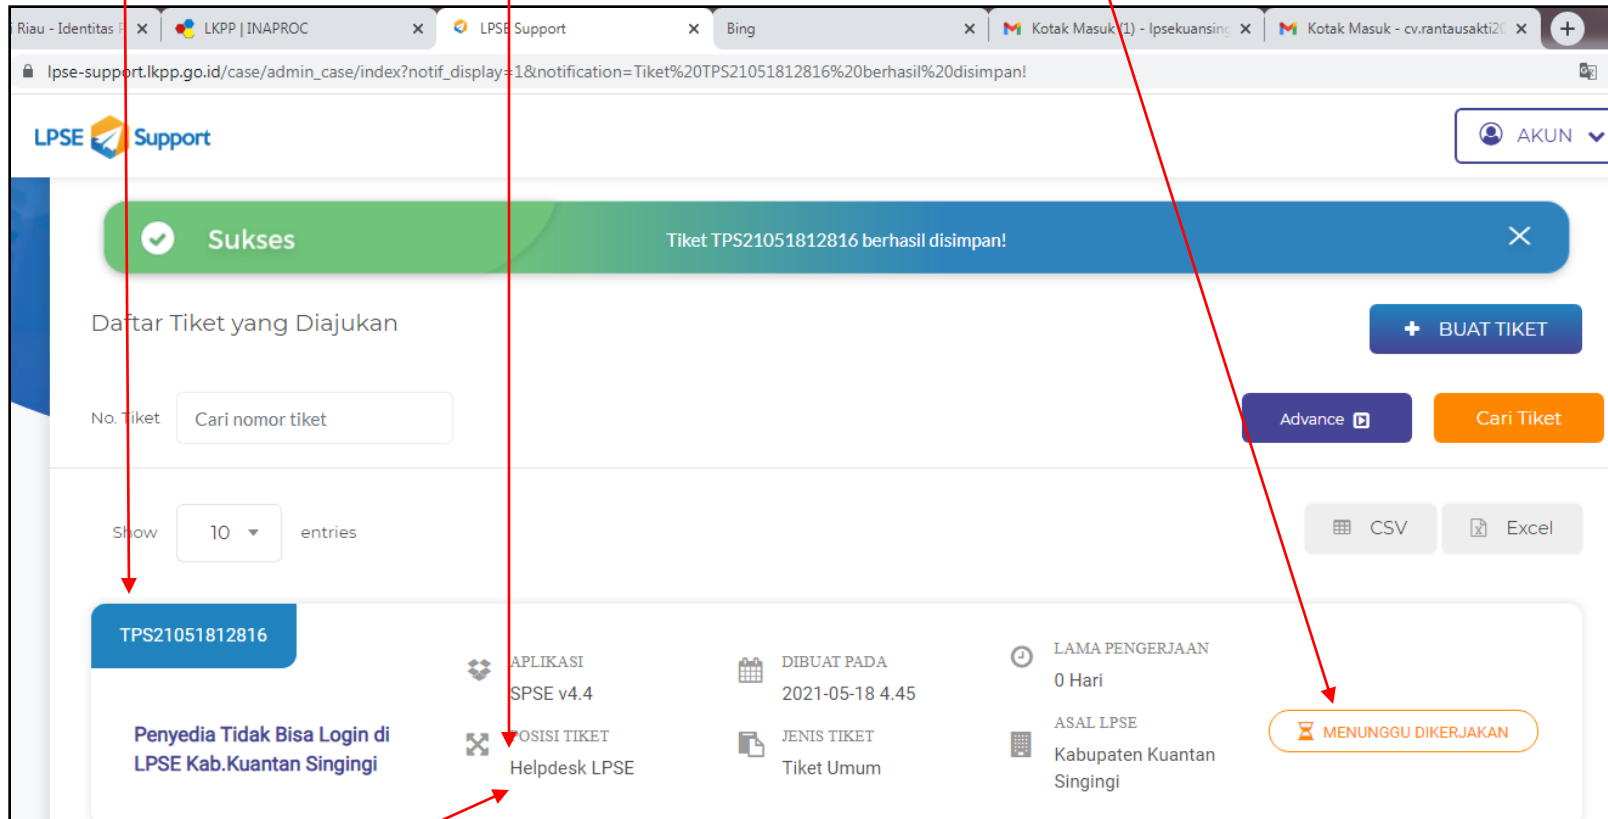 Riau - Identitas P
LKPP | INAPROC
LPSE Support
Bing
Kotak Masuk (1) - lpsekuansing
Kotak Masuk - cv.rantausakti20
lpse-support.lkpp.go.id/case/admin_case/index?notif_display=1&notification=Tiket%20TPS21051812816%20berhasil%20disimpan!
LPSE Support
AKUN
Sukses
Tiket TPS21051812816 berhasil disimpan!
Daftar Tiket yang Diajukan
BUAT TIKET
No. Tiket
Cari nomor tiket
Advance
Cari Tiket
Show 10 entries
CSV
Excel
TPS21051812816
Penyedia Tidak Bisa Login di
LPSE Kab.Kuantan Singingi
APLIKASI
SPSE v4.4
POSISI TIKET
Helpdesk LPSE
DIBUAT PADA
2021-05-18 4.45
JENIS TIKET
Tiket Umum
LAMA PENGERJAAN
0 Hari
ASAL LPSE
Kabupaten Kuantan
Singingi
MENUNGGU DIKERJAKAN